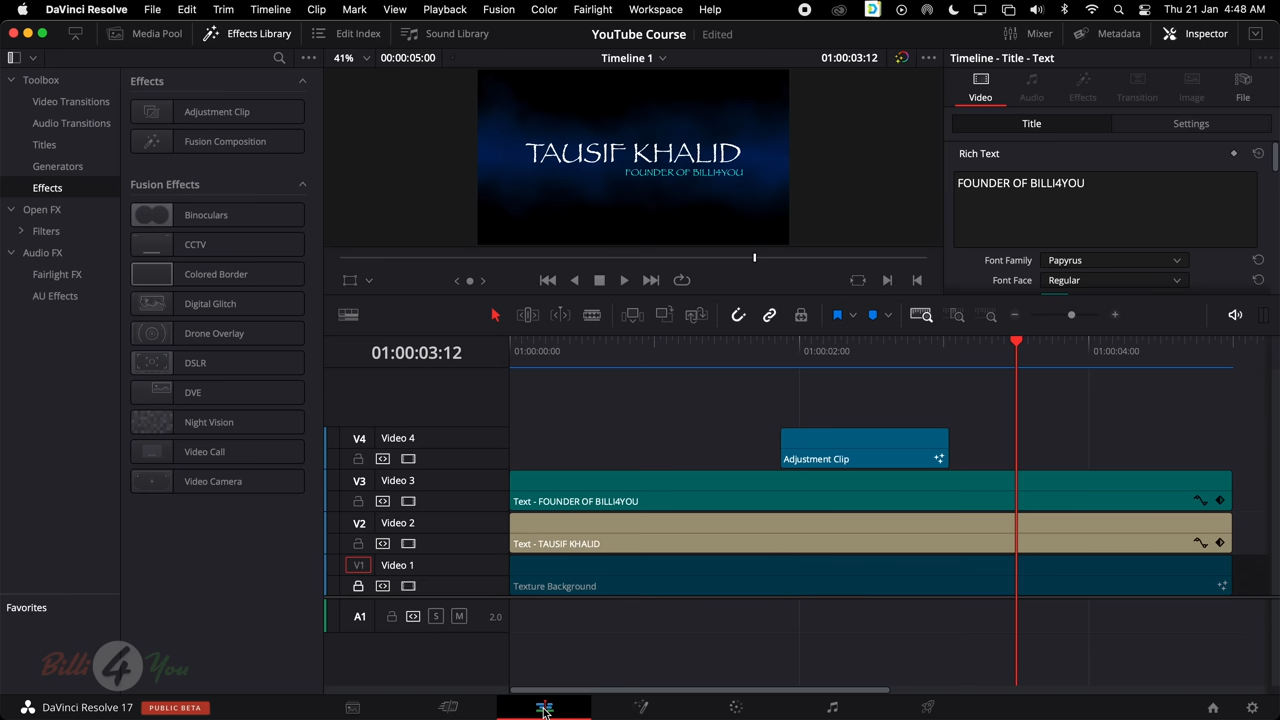 DaVinci Resolve File Edit Trim Timeline Clip Mark View Playback Fusion Color Fairlight Workspace Help Thu 21 Jan 4:48 AM
Media Pool Effects Library Edit Index Sound Library YouTube Course Edited Mixer Metadata Inspector
41% 00:00:05:00 Timeline 1 01:00:03:12 Timeline - Title - Text
Toolbox
Video Transitions
Audio Transitions
Titles
Generators
Effects
Open FX
Filters
Audio FX
Fairlight FX
AU Effects
Favorites
Effects
Adjustment Clip
Fusion Composition
Fusion Effects
Binoculars
CCTV
Colored Border
Digital Glitch
Drone Overlay
DSLR
DVE
Night Vision
Video Call
Video Camera
TAUSIF KHALID
FOUNDER OF BILLI4YOU
Video Audio Effects Transition Image File
Title Settings
Rich Text
FOUNDER OF BILLI4YOU
Font Family Papyrus
Font Face Regular
01:00:03:12 01:00:00:00 01:00:02:00 01:00:04:00
V4 Video 4
Adjustment Clip
V3 Video 3
Text - FOUNDER OF BILLI4YOU
V2 Video 2
Text - TAUSIF KHALID
V1 Video 1
Texture Background
A1 S M 2.0
Billi 4 You
DaVinci Resolve 17 PUBLIC BETA